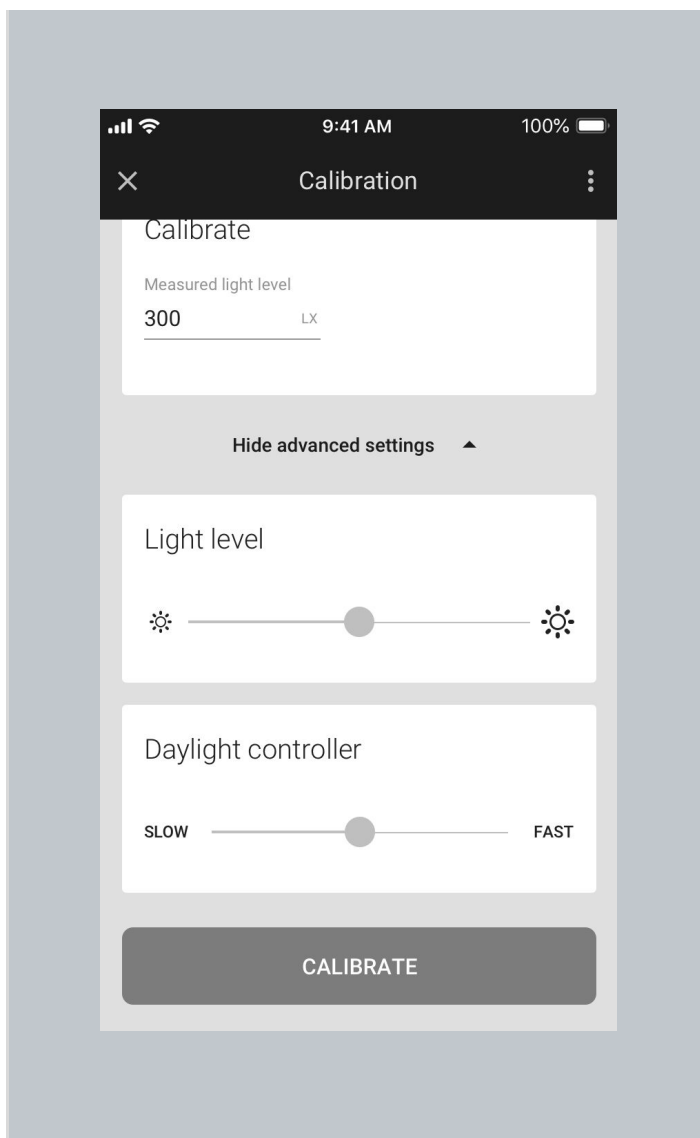 9:41 AM 100%
Calibration
Calibrate
Measured light level
300 LX
Hide advanced settings
Light level
Daylight controller
SLOW FAST
CALIBRATE